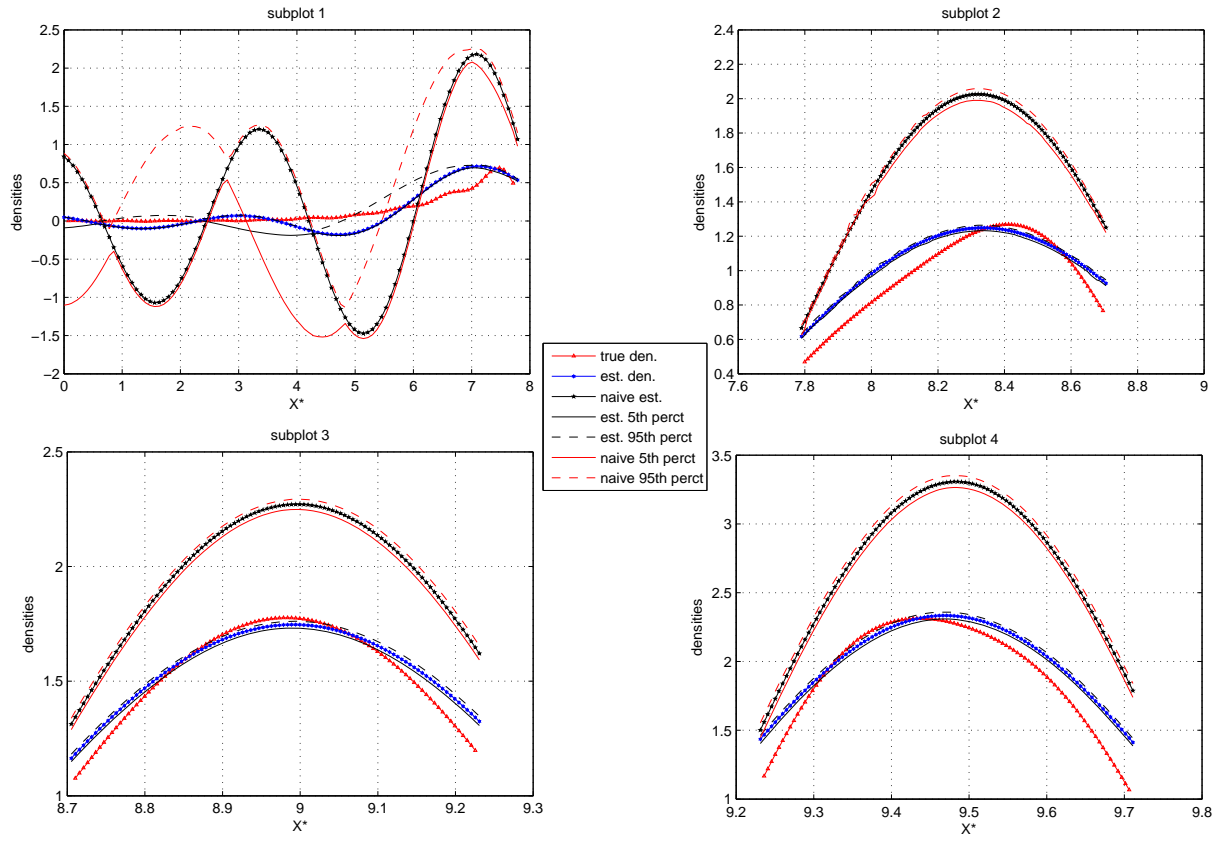 subplot 1
2.5
2
1.5
1
0.5
0
−0.5
−1
−1.5
−2
densities
0 1 2 3 4 5 6 7 8
X*
subplot 2
2.4
2.2
2
1.8
1.6
1.4
1.2
1
0.8
0.6
0.4
densities
7.6 7.8 8 8.2 8.4 8.6 8.8 9
X*
true den.
est. den.
naive est.
est. 5th perct
est. 95th perct
naive 5th perct
naive 95th perct
subplot 3
2.5
2
1.5
1
densities
8.7 8.8 8.9 9 9.1 9.2 9.3
X*
subplot 4
3.5
3
2.5
2
1.5
1
densities
9.2 9.3 9.4 9.5 9.6 9.7 9.8
X*